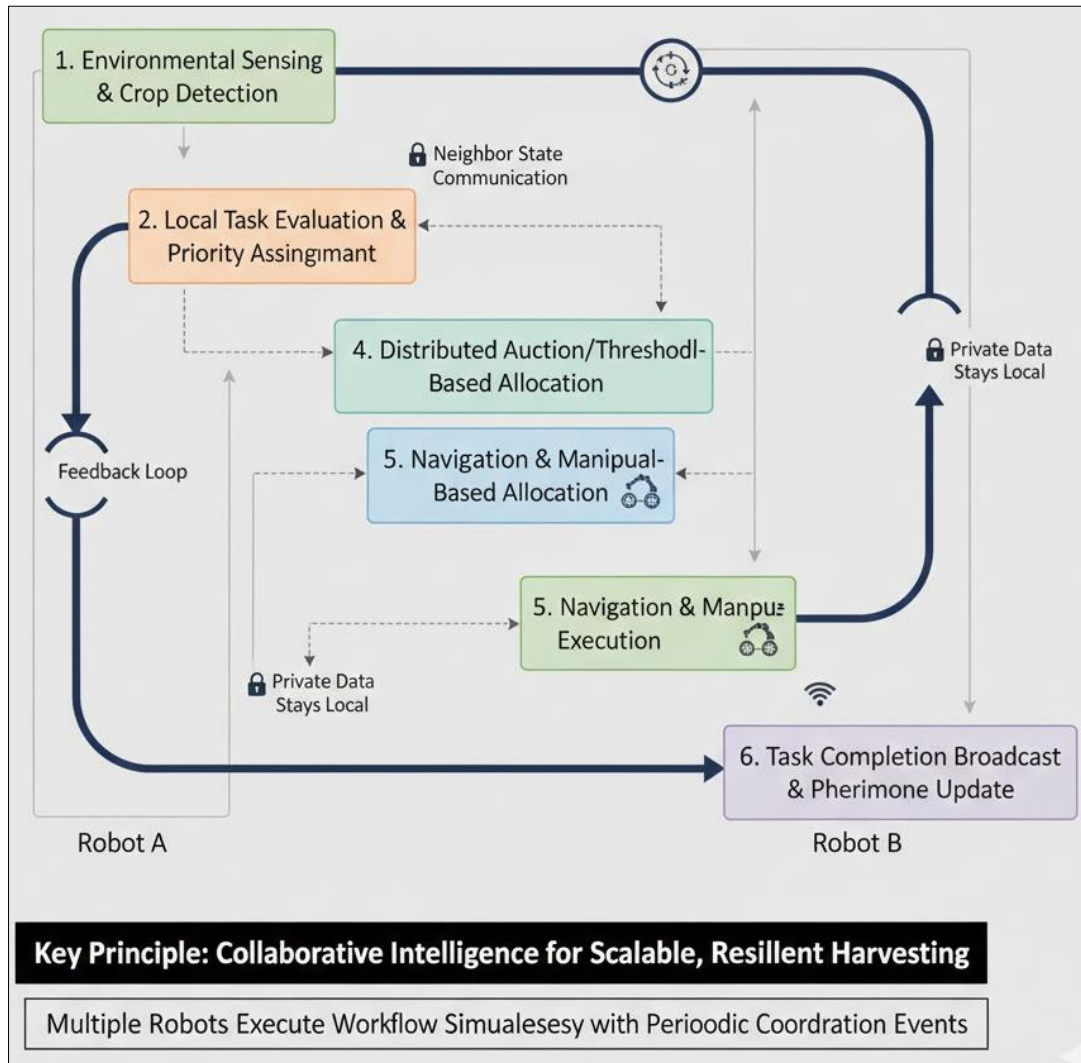 1. Environmental Sensing
& Crop Detection
Neighbor State
Communication
2. Local Task Evaluation &
Priority Assingımant
4. Distributed Auction/Threshodl-
Based Allocation
Private Data
Stays Local
Feedback Loop
5. Navigation & Manipual-
Based Allocation
5. Navigation & Manpuz
Execution
Private Data
Stays Local
6. Task Completion Broadcast
& Pherimone Update
Robot A
Robot B
Key Principle: Collaborative Intelligence for Scalable, Resillent Harvesting
Multiple Robots Execute Workflow Simualesesy with Perioodic Coordration Events